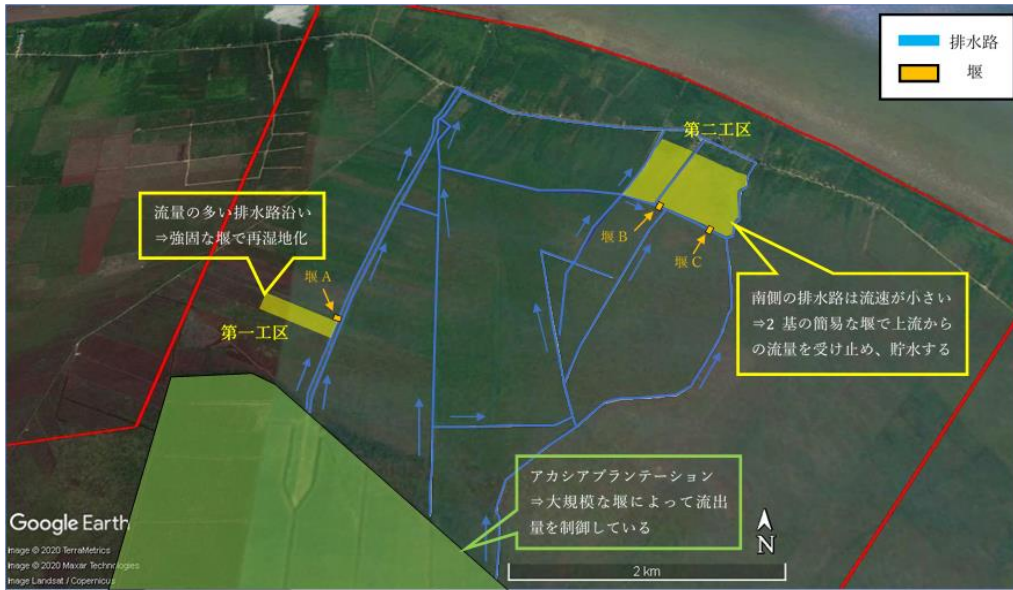 排水路
堰
第二工区
流量の多い排水路沿い
⇒強固な堰で再湿地化
堰 A
堰 B
堰 C
第一工区
南側の排水路は流速が小さい
⇒2 基の簡易な堰で上流から
の流量を受け止め、貯水する
アカシアプランテーション
⇒大規模な堰によって流出
量を制御している
N
2 km
Google Earth
Image © 2020 TerraMetrics
Image © 2020 Maxar Technologies
Image Landsat / Copernicus